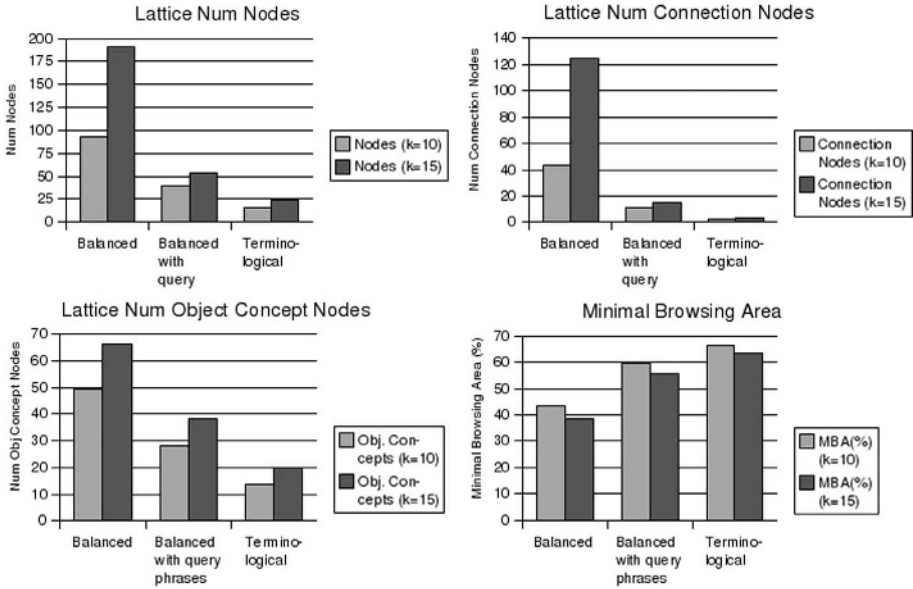 Lattice Num Nodes
Num Nodes
200
175
150
125
100
75
50
25
0
Balanced
Balanced
with
query
Termino-
logical
Nodes (k=10)
Nodes (k=15)
Lattice Num Connection Nodes
Num Connection Nodes
140
120
100
80
60
40
20
0
Balanced
Balanced
with
query
Termino-
logical
Connection
Nodes (k=10)
Connection
Nodes (k=15)
Lattice Num Object Concept Nodes
Num Obj Concept Nodes
70
60
50
40
30
20
10
0
Balanced
Balanced
with query
phrases
Termino-
logical
Obj. Con-
cepts (k=10)
Obj. Con-
cepts (k=15)
Minimal Browsing Area
Minimal Browsing Area (%)
70
60
50
40
30
20
10
0
Balanced
Balanced
with query
phrases
Termino-
logical
MBA(%)
(k=10)
MBA(%)
(k=15)